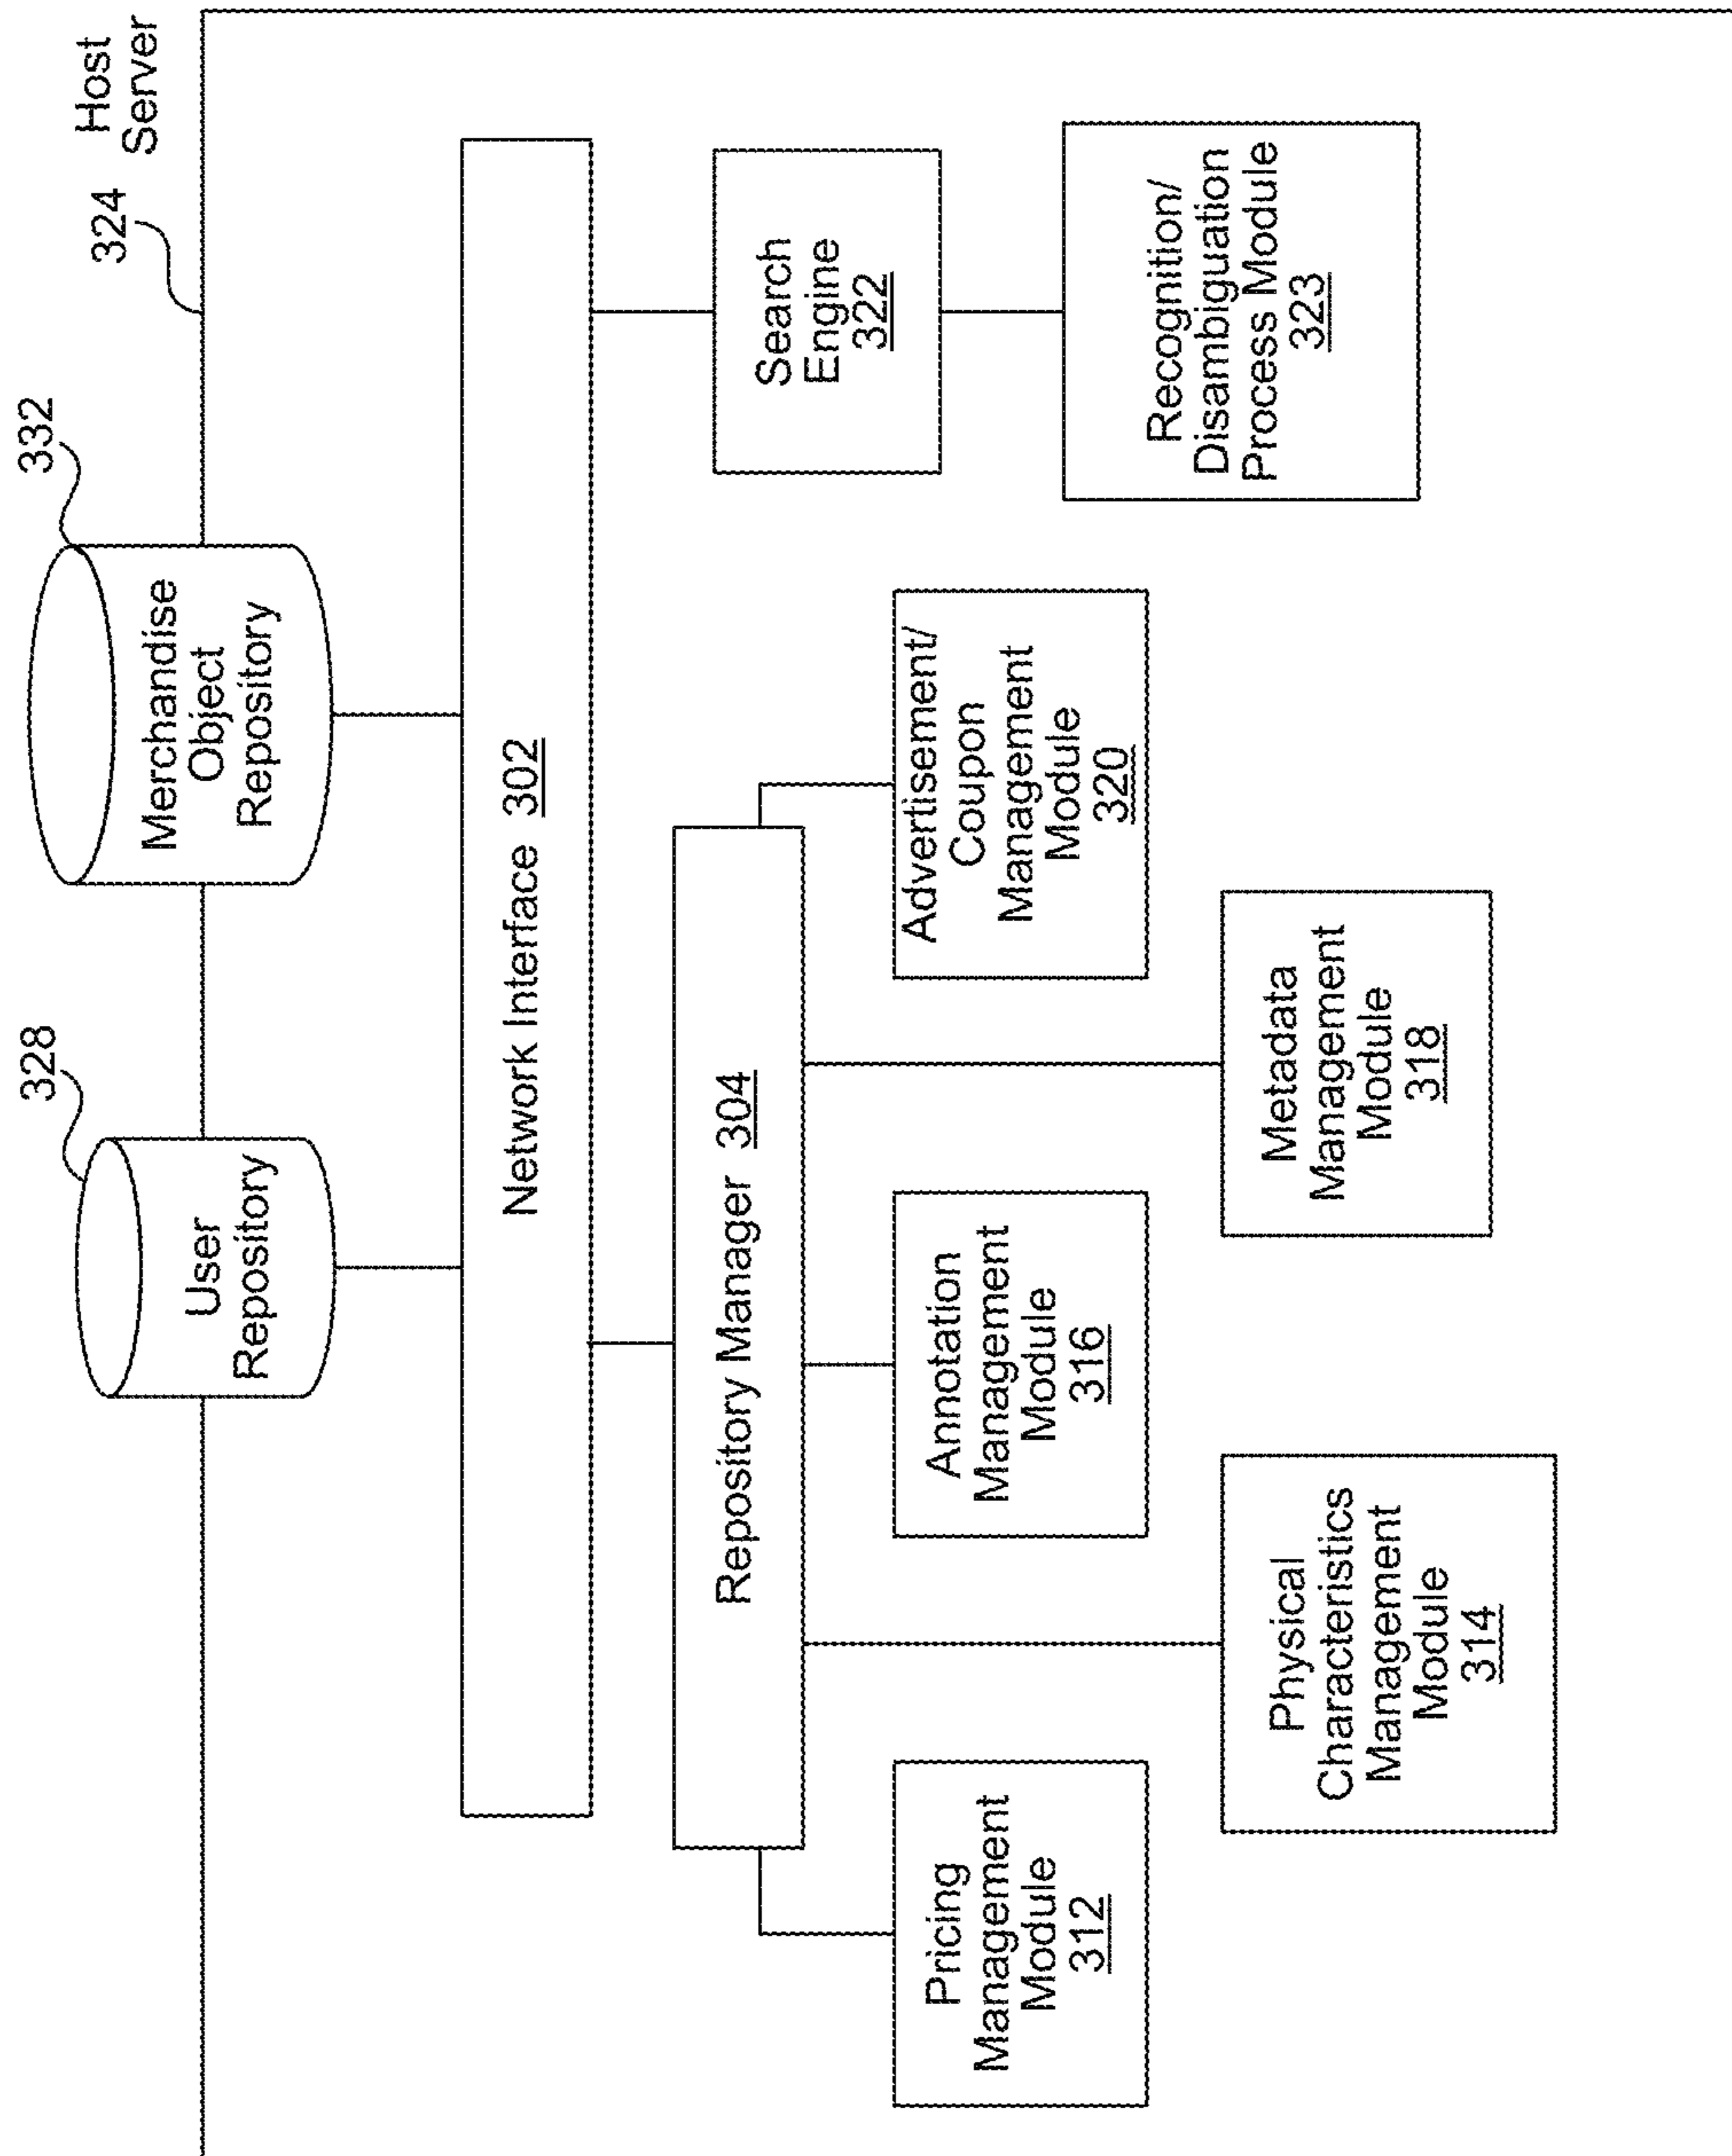 Host
Server
324
332
328
User
Repository
Merchandise
Object
Repository
Network Interface 302
Repository Manager 304
Search
Engine
322
Recognition/
Disambiguation
Process Module
323
Pricing
Management
Module
312
Physical
Characteristics
Management
Module
314
Annotation
Management
Module
316
Metadata
Management
Module
318
Advertisement/
Coupon
Management
Module
320